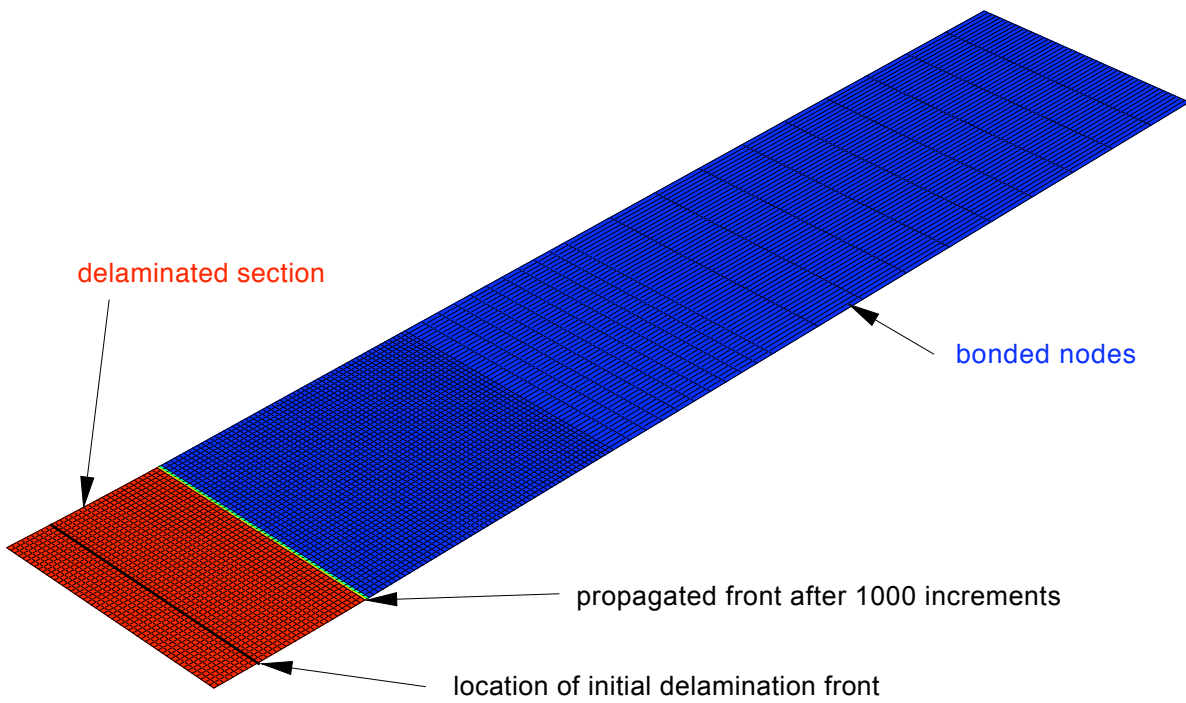 delaminated section
bonded nodes
propagated front after 1000 increments
location of initial delamination front